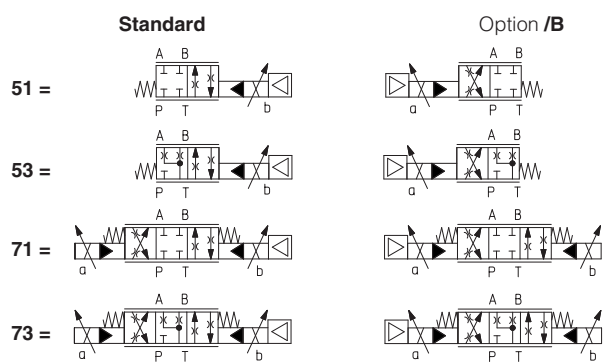 Standard Option /B
A B A B
51 =
b a
P T P T
A B A B
53 =
b a
P T P T
A B A B
71 =
a b a b
P T P T
A B A B
73 =
a b a b
P T P T